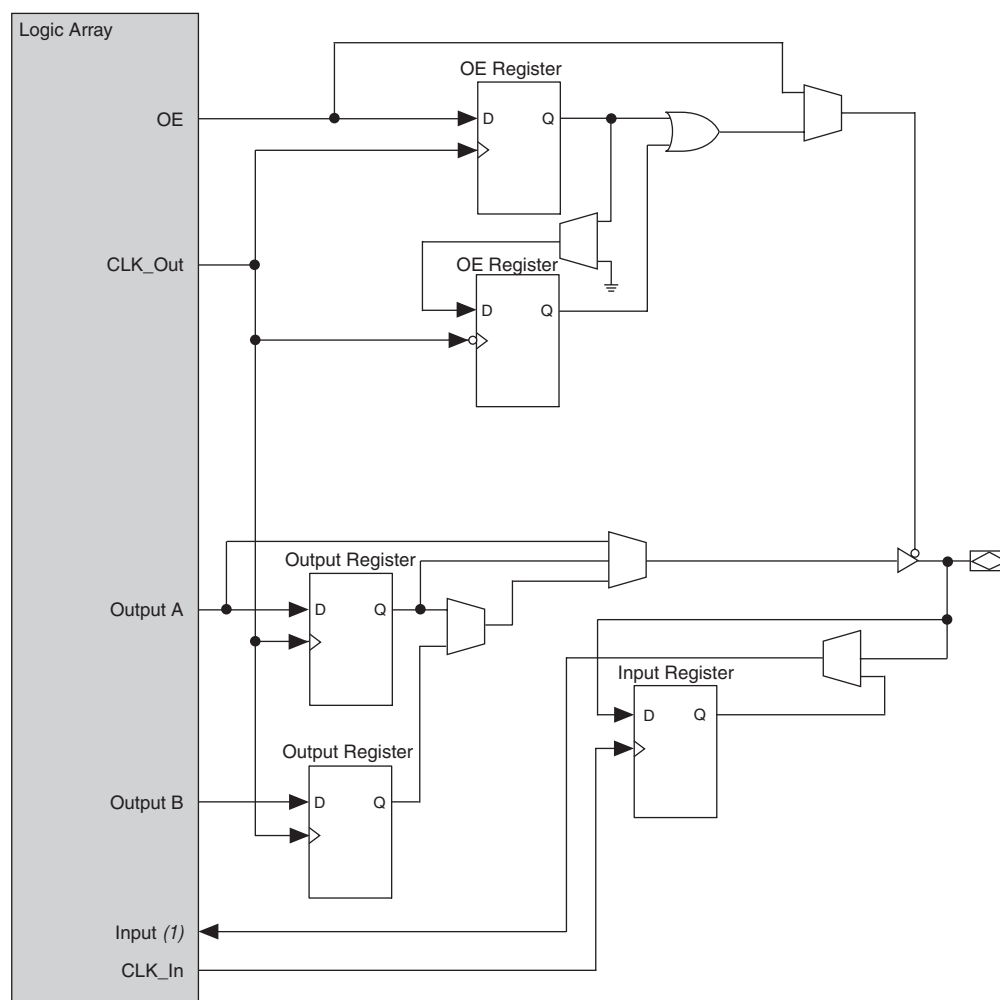 Logic Array
OE Register
OE
D
Q
CLK_Out
OE Register
D
Q
Output Register
Output A
D
Q
Input Register
D
Q
Output Register
Output B
D
Q
Input (1)
CLK_In